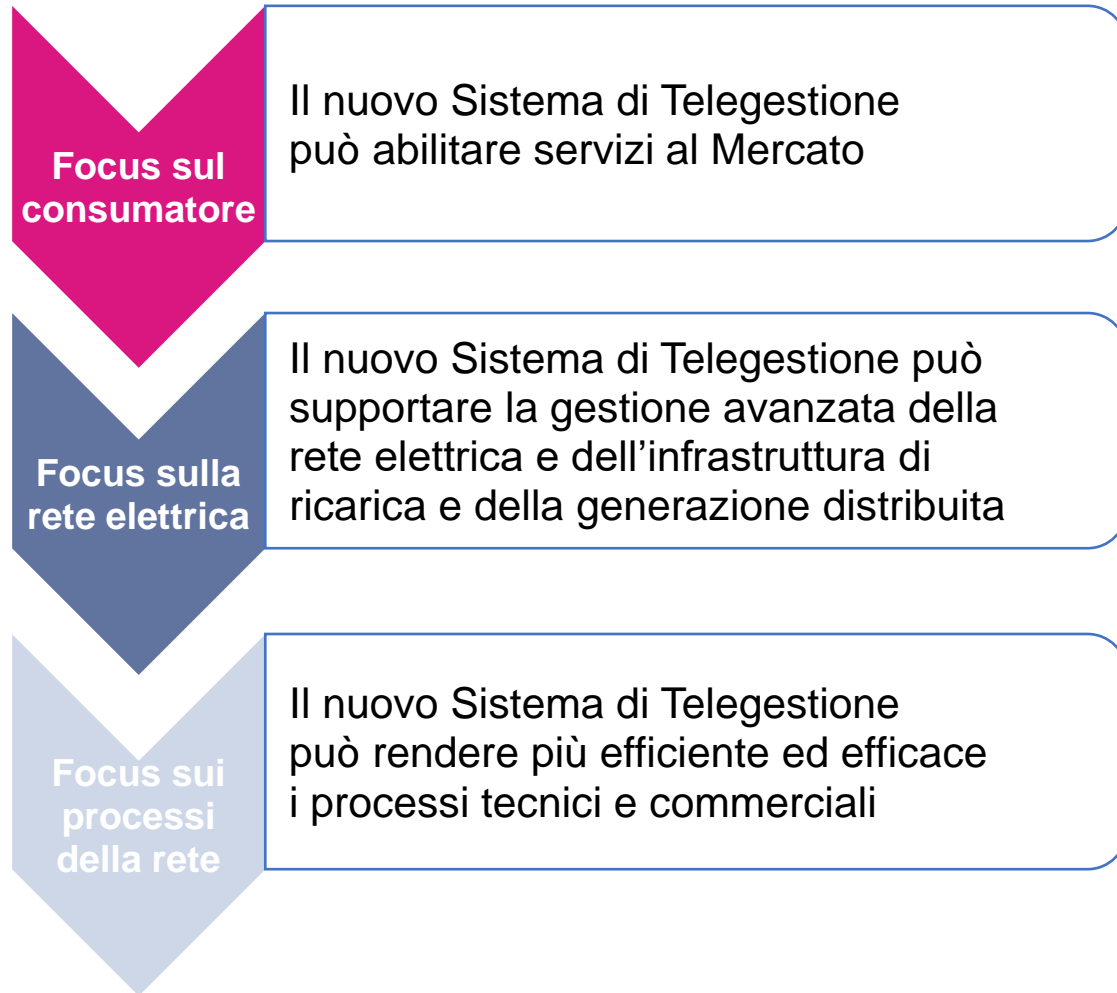 Focus sul
consumatore
Il nuovo Sistema di Telegestione
può abilitare servizi al Mercato
Focus sulla
rete elettrica
Il nuovo Sistema di Telegestione può
supportare la gestione avanzata della
rete elettrica e dell’infrastruttura di
ricarica e della generazione distribuita
Focus sui
processi
della rete
Il nuovo Sistema di Telegestione
può rendere più efficiente ed efficace
i processi tecnici e commerciali